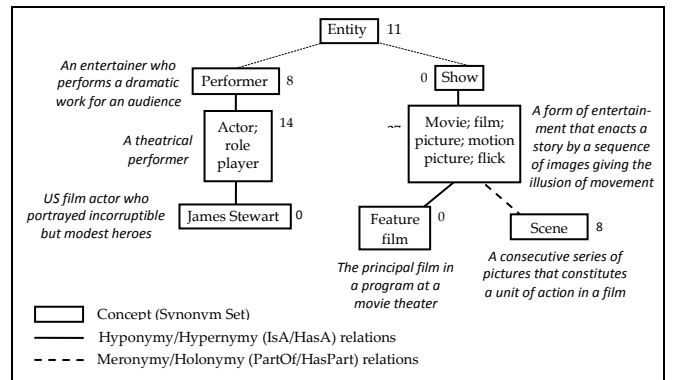 Entity 11
An entertainer who
performs a dramatic
work for an audience
Performer 8
0 Show
A theatrical
performer
Actor;
role
player
14
Movie; film;
picture; motion
picture; flick
A form of entertain-
ment that enacts a
story by a sequence
of images giving the
illusion of movement
US film actor who
portrayed incorruptible
but modest heroes
James Stewart 0
Feature
film
0
Scene 8
The principal film in
a program at a
movie theater
A consecutive series of
pictures that constitutes
a unit of action in a film
Concept (Synonym Set)
Hyponymy/Hypernymy (IsA/HasA) relations
Meronymy/Holonymy (PartOf/HasPart) relations